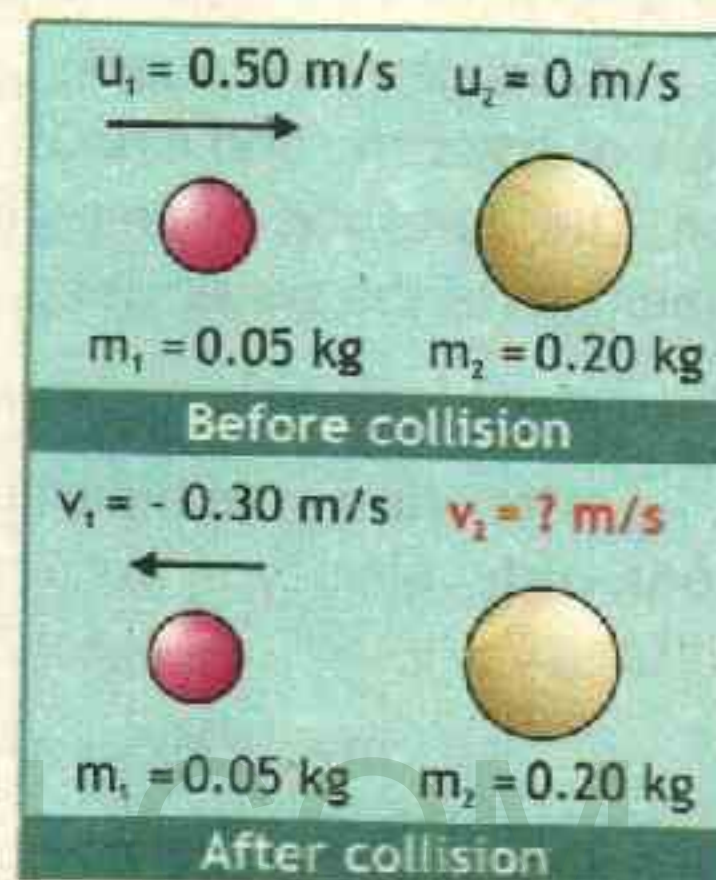 u₁ = 0.50 m/s u₂ = 0 m/s
m₁ = 0.05 kg m₂ = 0.20 kg
Before collision
v₁ = - 0.30 m/s v₂ = ? m/s
m₁ = 0.05 kg m₂ = 0.20 kg
After collision